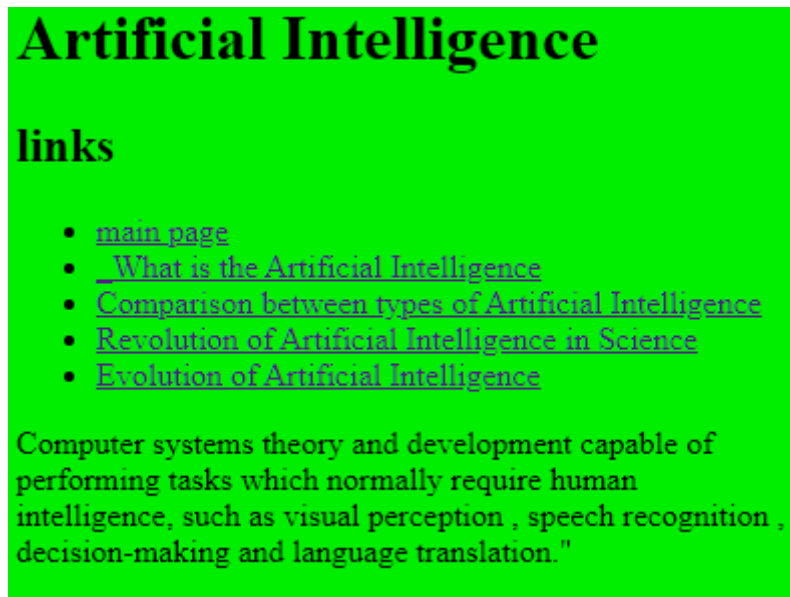 Artificial Intelligence
links
main page
_What is the Artificial Intelligence
Comparison between types of Artificial Intelligence
Revolution of Artificial Intelligence in Science
Evolution of Artificial Intelligence
Computer systems theory and development capable of
performing tasks which normally require human
intelligence, such as visual perception , speech recognition ,
decision-making and language translation."